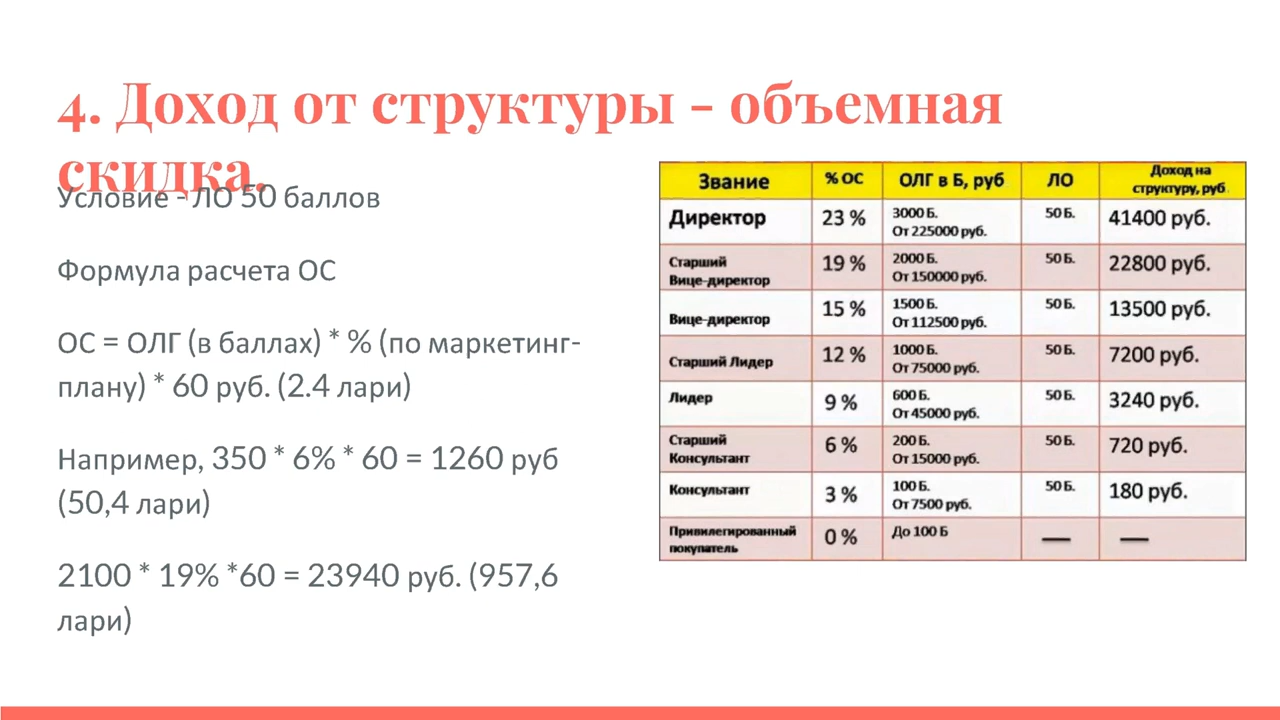 4. Доход от структуры - объемная
скидка.
Условие - ЛО 50 баллов
Формула расчета ОС
ОС = ОЛГ (в баллах) * % (по маркетинг-
плану) * 60 руб. (2.4 лари)
Например, 350 * 6% * 60 = 1260 руб
(50,4 лари)
2100 * 19% *60 = 23940 руб. (957,6
лари)
Звание % ОС ОЛГ в Б, руб ЛО Доход на
структуру, руб.
Директор 23 % 3000 Б. 50 Б. 41400 руб.
От 225000 руб.
Старший 19 % 2000 Б. 50 Б. 22800 руб.
Вице-директор От 150000 руб.
Вице-директор 15 % 1500 Б. 50 Б. 13500 руб.
От 112500 руб.
Старший Лидер 12 % 1000 Б. 50 Б. 7200 руб.
От 75000 руб.
Лидер 9 % 600 Б. 50 Б. 3240 руб.
От 45000 руб.
Старший 6 % 200 Б. 50 Б. 720 руб.
Консультант От 15000 руб.
Консультант 3 % 100 Б. 50 Б. 180 руб.
От 7500 руб.
Привилегированный 0 % До 100 Б — —
покупатель